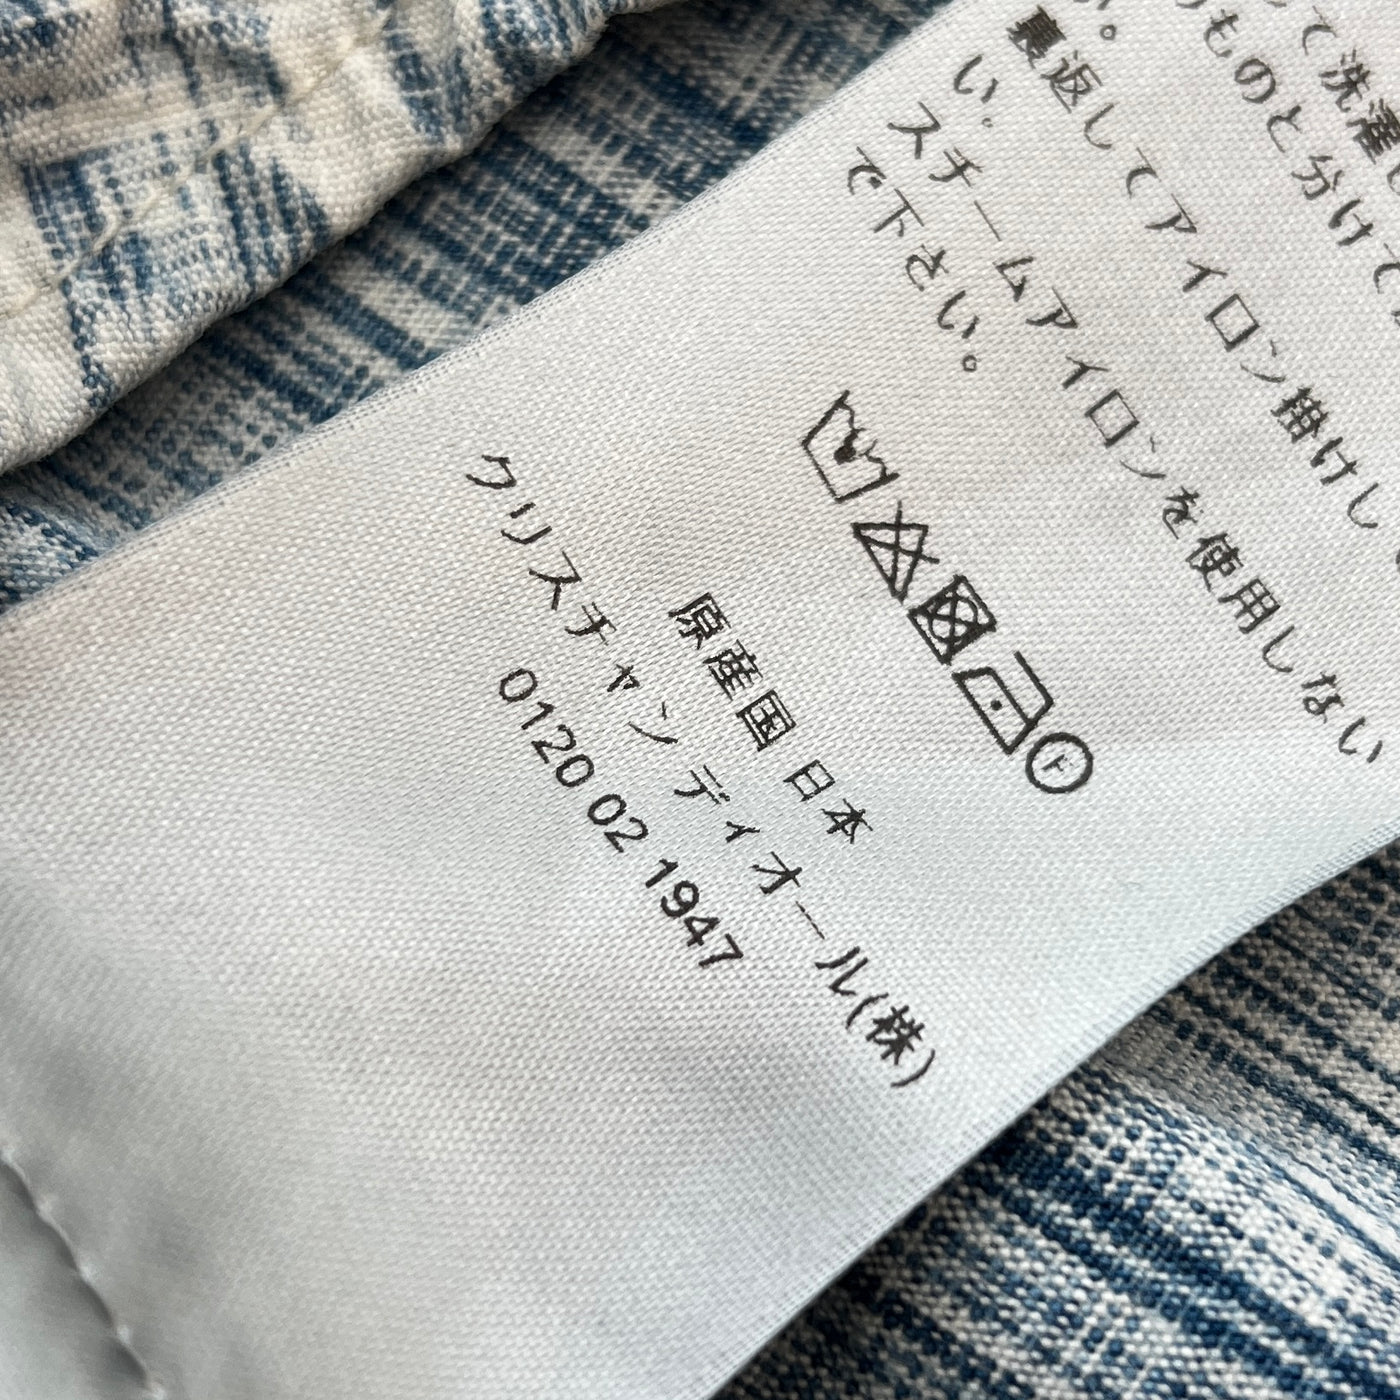 て洗濯
ものと分けて
い。
裏返してアイロン掛けし
い。
スチームアイロンを使用しない
で下さい。
F
原産国 日本
クリスチャン ディオール(株)
0120 02 1947